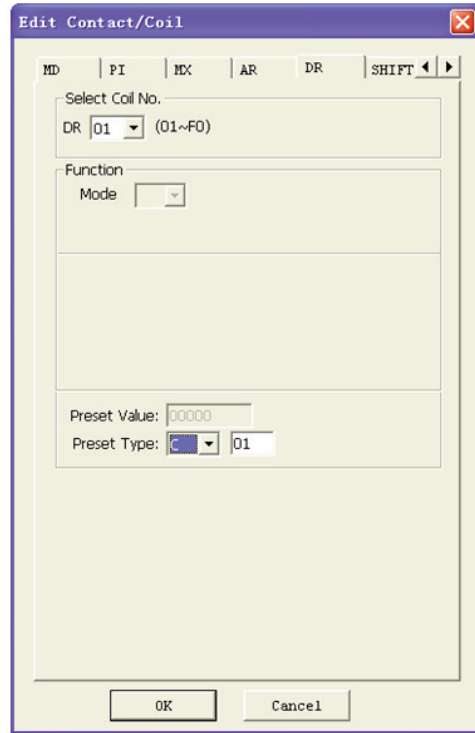 Edit Contact/Coil
MD PI MX AR DR SHIFT
Select Coil No.
DR 01 (01~F0)
Function
Mode
Preset Value: 00000
Preset Type: C 01
OK Cancel